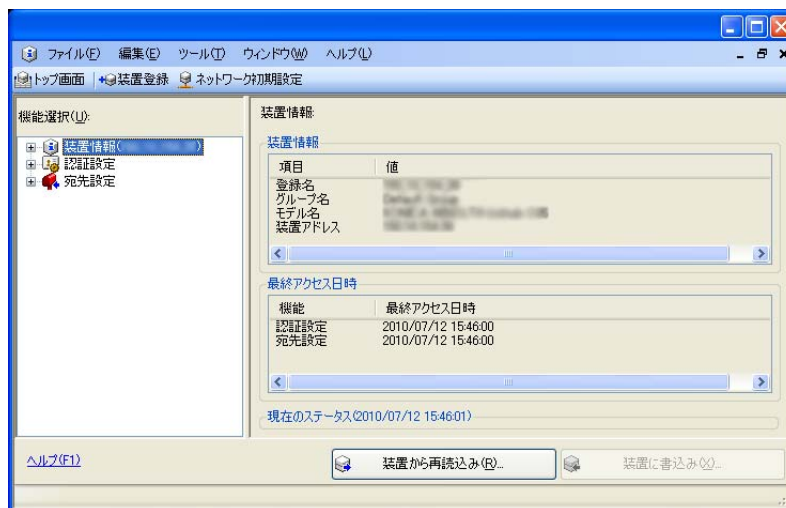 ファイル(F) 編集(E) ツール(T) ウィンドウ(W) ヘルプ(L)
トップ画面 装置登録 ネットワーク初期設定
機能選択(U):
装置情報(
認証設定
宛先設定
装置情報
装置情報
項目 値
登録名
グループ名
モデル名
装置アドレス
最終アクセス日時
機能 最終アクセス日時
認証設定 2010/07/12 15:46:00
宛先設定 2010/07/12 15:46:00
現在のステータス(2010/07/12 15:46:01)
ヘルプ(F1)
装置から再読込み(R)... 装置に書込み(X)...